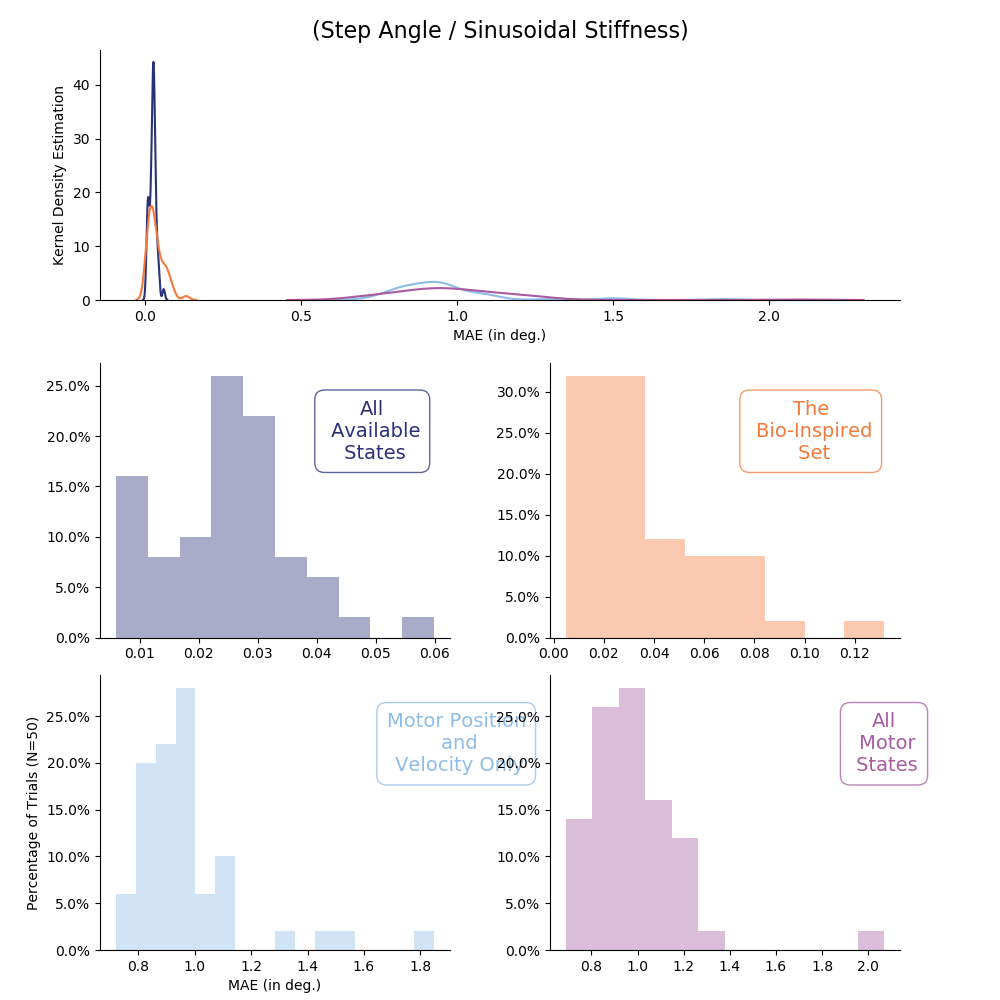 (Step Angle / Sinusoidal Stiffness)
Kernel Density Estimation
40
30
20
10
0
0.0 0.5 1.0 1.5 2.0
MAE (in deg.)
25.0%
20.0%
15.0%
10.0%
5.0%
0.0%
All
Available
States
0.01 0.02 0.03 0.04 0.05 0.06
30.0%
25.0%
20.0%
15.0%
10.0%
5.0%
0.0%
The
Bio-Inspired
Set
0.00 0.02 0.04 0.06 0.08 0.10 0.12
Percentage of Trials (N=50)
25.0%
20.0%
15.0%
10.0%
5.0%
0.0%
Motor Position
and
Velocity Only
0.8 1.0 1.2 1.4 1.6 1.8
MAE (in deg.)
25.0%
20.0%
15.0%
10.0%
5.0%
0.0%
All
Motor
States
0.8 1.0 1.2 1.4 1.6 1.8 2.0